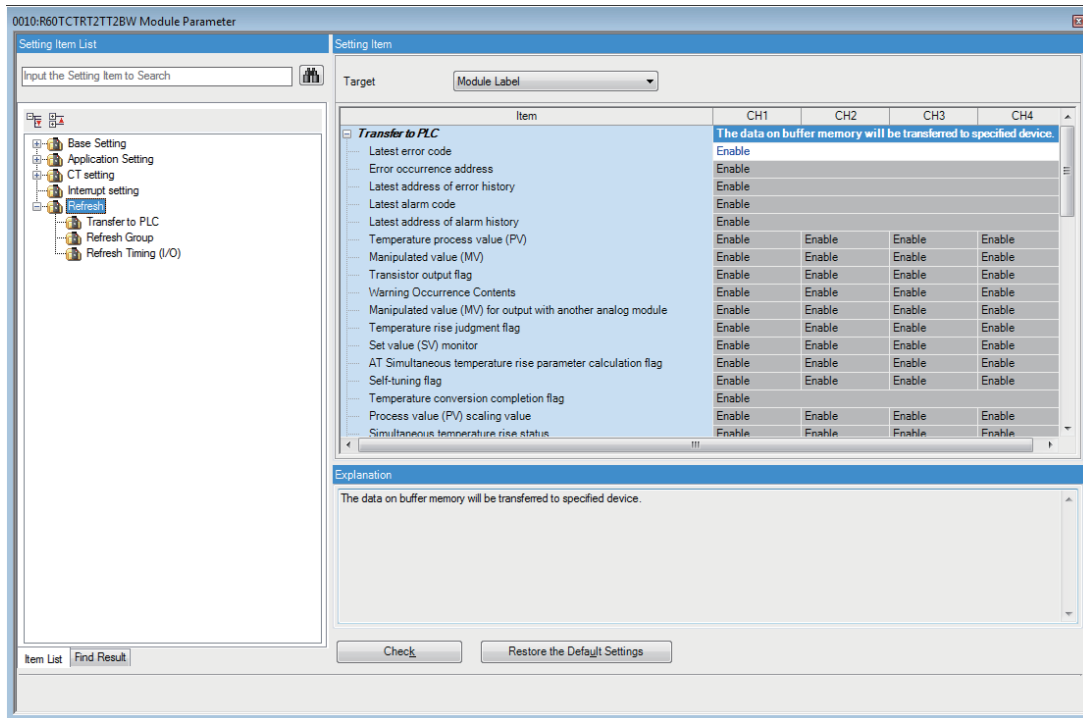 0010:R60TCTRT2TT2BW Module Parameter
Setting Item List
Input the Setting Item to Search
Base Setting
Application Setting
CT setting
Interrupt setting
Refresh
Transfer to PLC
Refresh Group
Refresh Timing (I/O)
Item List Find Result
Setting Item
Target Module Label
Item CH1 CH2 CH3 CH4
Transfer to PLC The data on buffer memory will be transferred to specified device.
Latest error code Enable
Error occurrence address Enable
Latest address of error history Enable
Latest alarm code Enable
Latest address of alarm history Enable
Temperature process value (PV) Enable Enable Enable Enable
Manipulated value (MV) Enable Enable Enable Enable
Transistor output flag Enable Enable Enable Enable
Warning Occurrence Contents Enable Enable Enable Enable
Manipulated value (MV) for output with another analog module Enable Enable Enable Enable
Temperature rise judgment flag Enable Enable Enable Enable
Set value (SV) monitor Enable Enable Enable Enable
AT Simultaneous temperature rise parameter calculation flag Enable Enable Enable Enable
Self-tuning flag Enable Enable Enable Enable
Temperature conversion completion flag Enable
Process value (PV) scaling value Enable Enable Enable Enable
Simultaneous temperature rise status Enable Enable Enable Enable
Explanation
The data on buffer memory will be transferred to specified device.
Check Restore the Default Settings